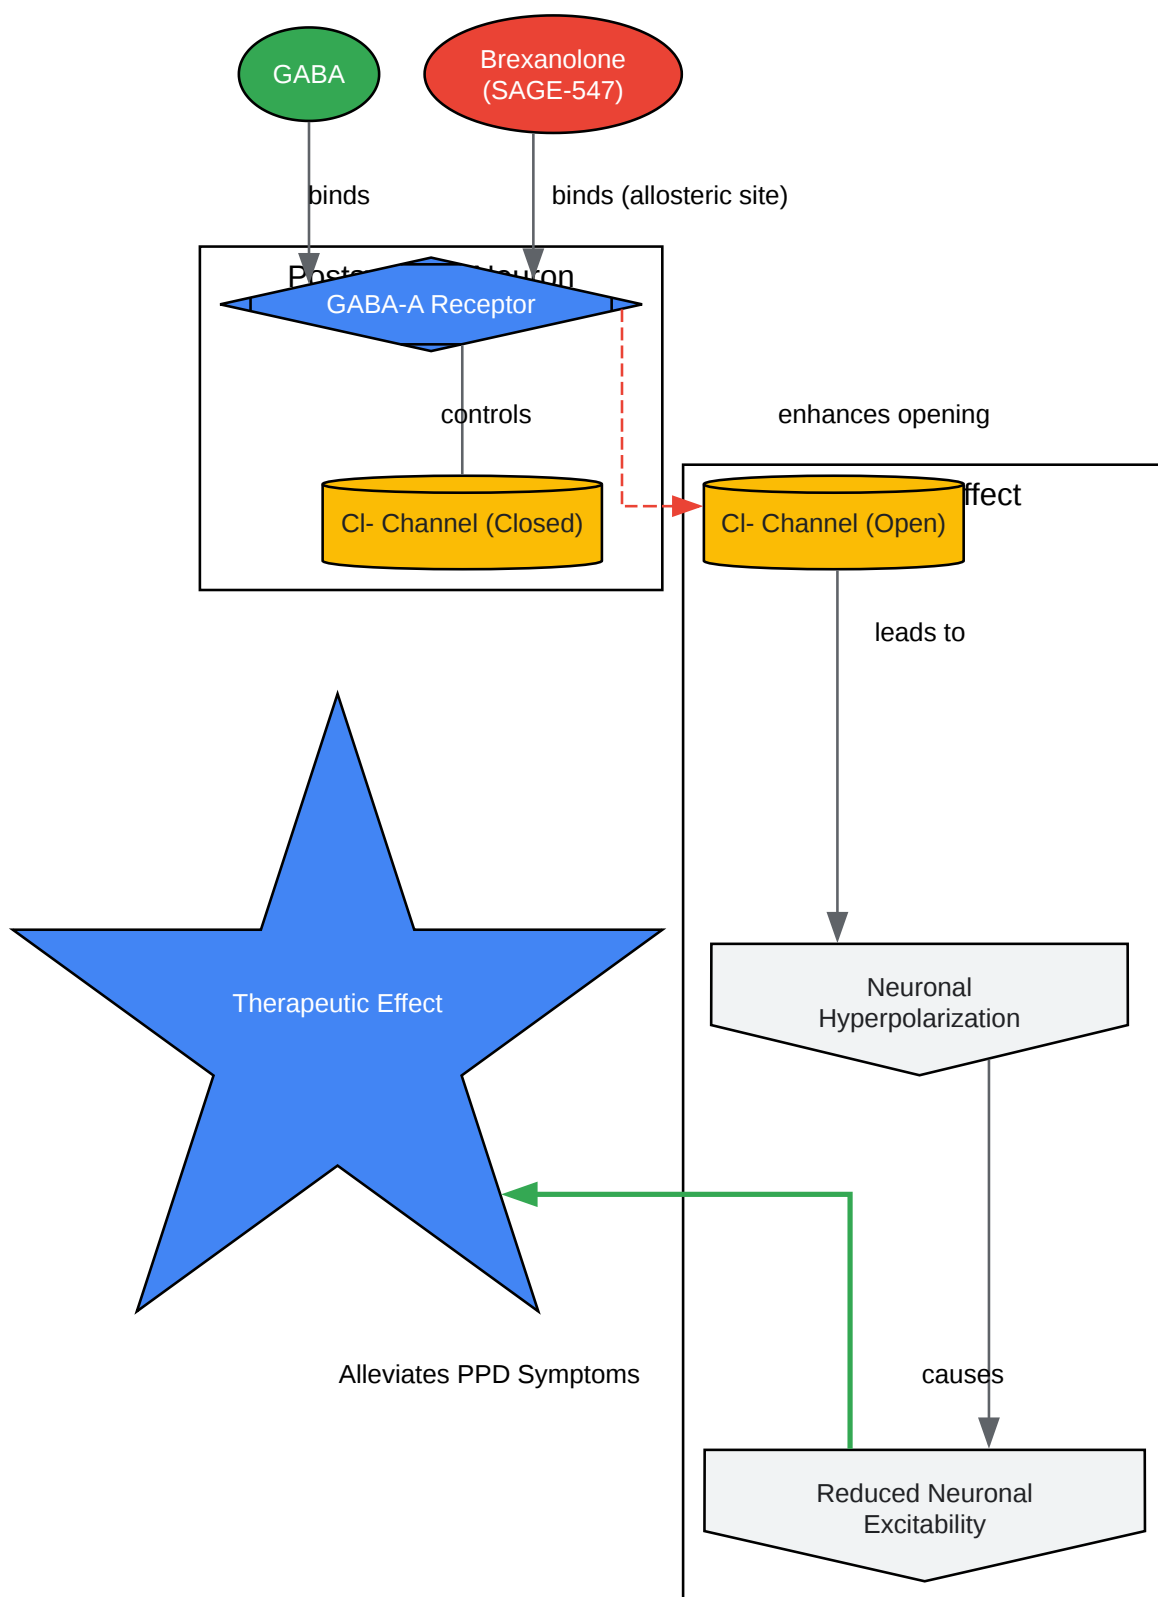 GABA
Brexanolone
(SAGE-547)
binds
binds (allosteric site)
GABA-A Receptor
controls
enhances opening
Cl- Channel (Closed)
Cl- Channel (Open)
leads to
Therapeutic Effect
Neuronal
Hyperpolarization
Alleviates PPD Symptoms
causes
Reduced Neuronal
Excitability